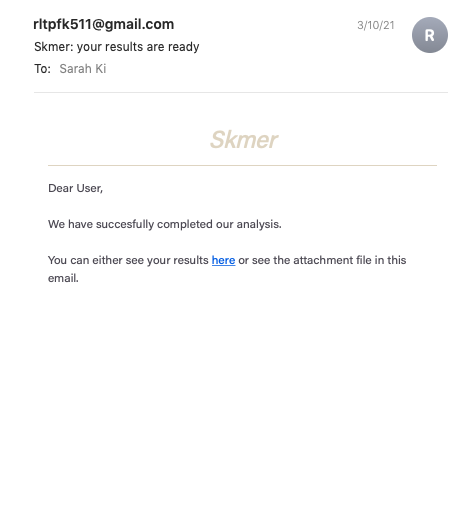 rltpfk511@gmail.com 3/10/21 R
Skmer: your results are ready
To: Sarah Ki
Skmer
Dear User,
We have succesfully completed our analysis.
You can either see your results here or see the attachment file in this
email.